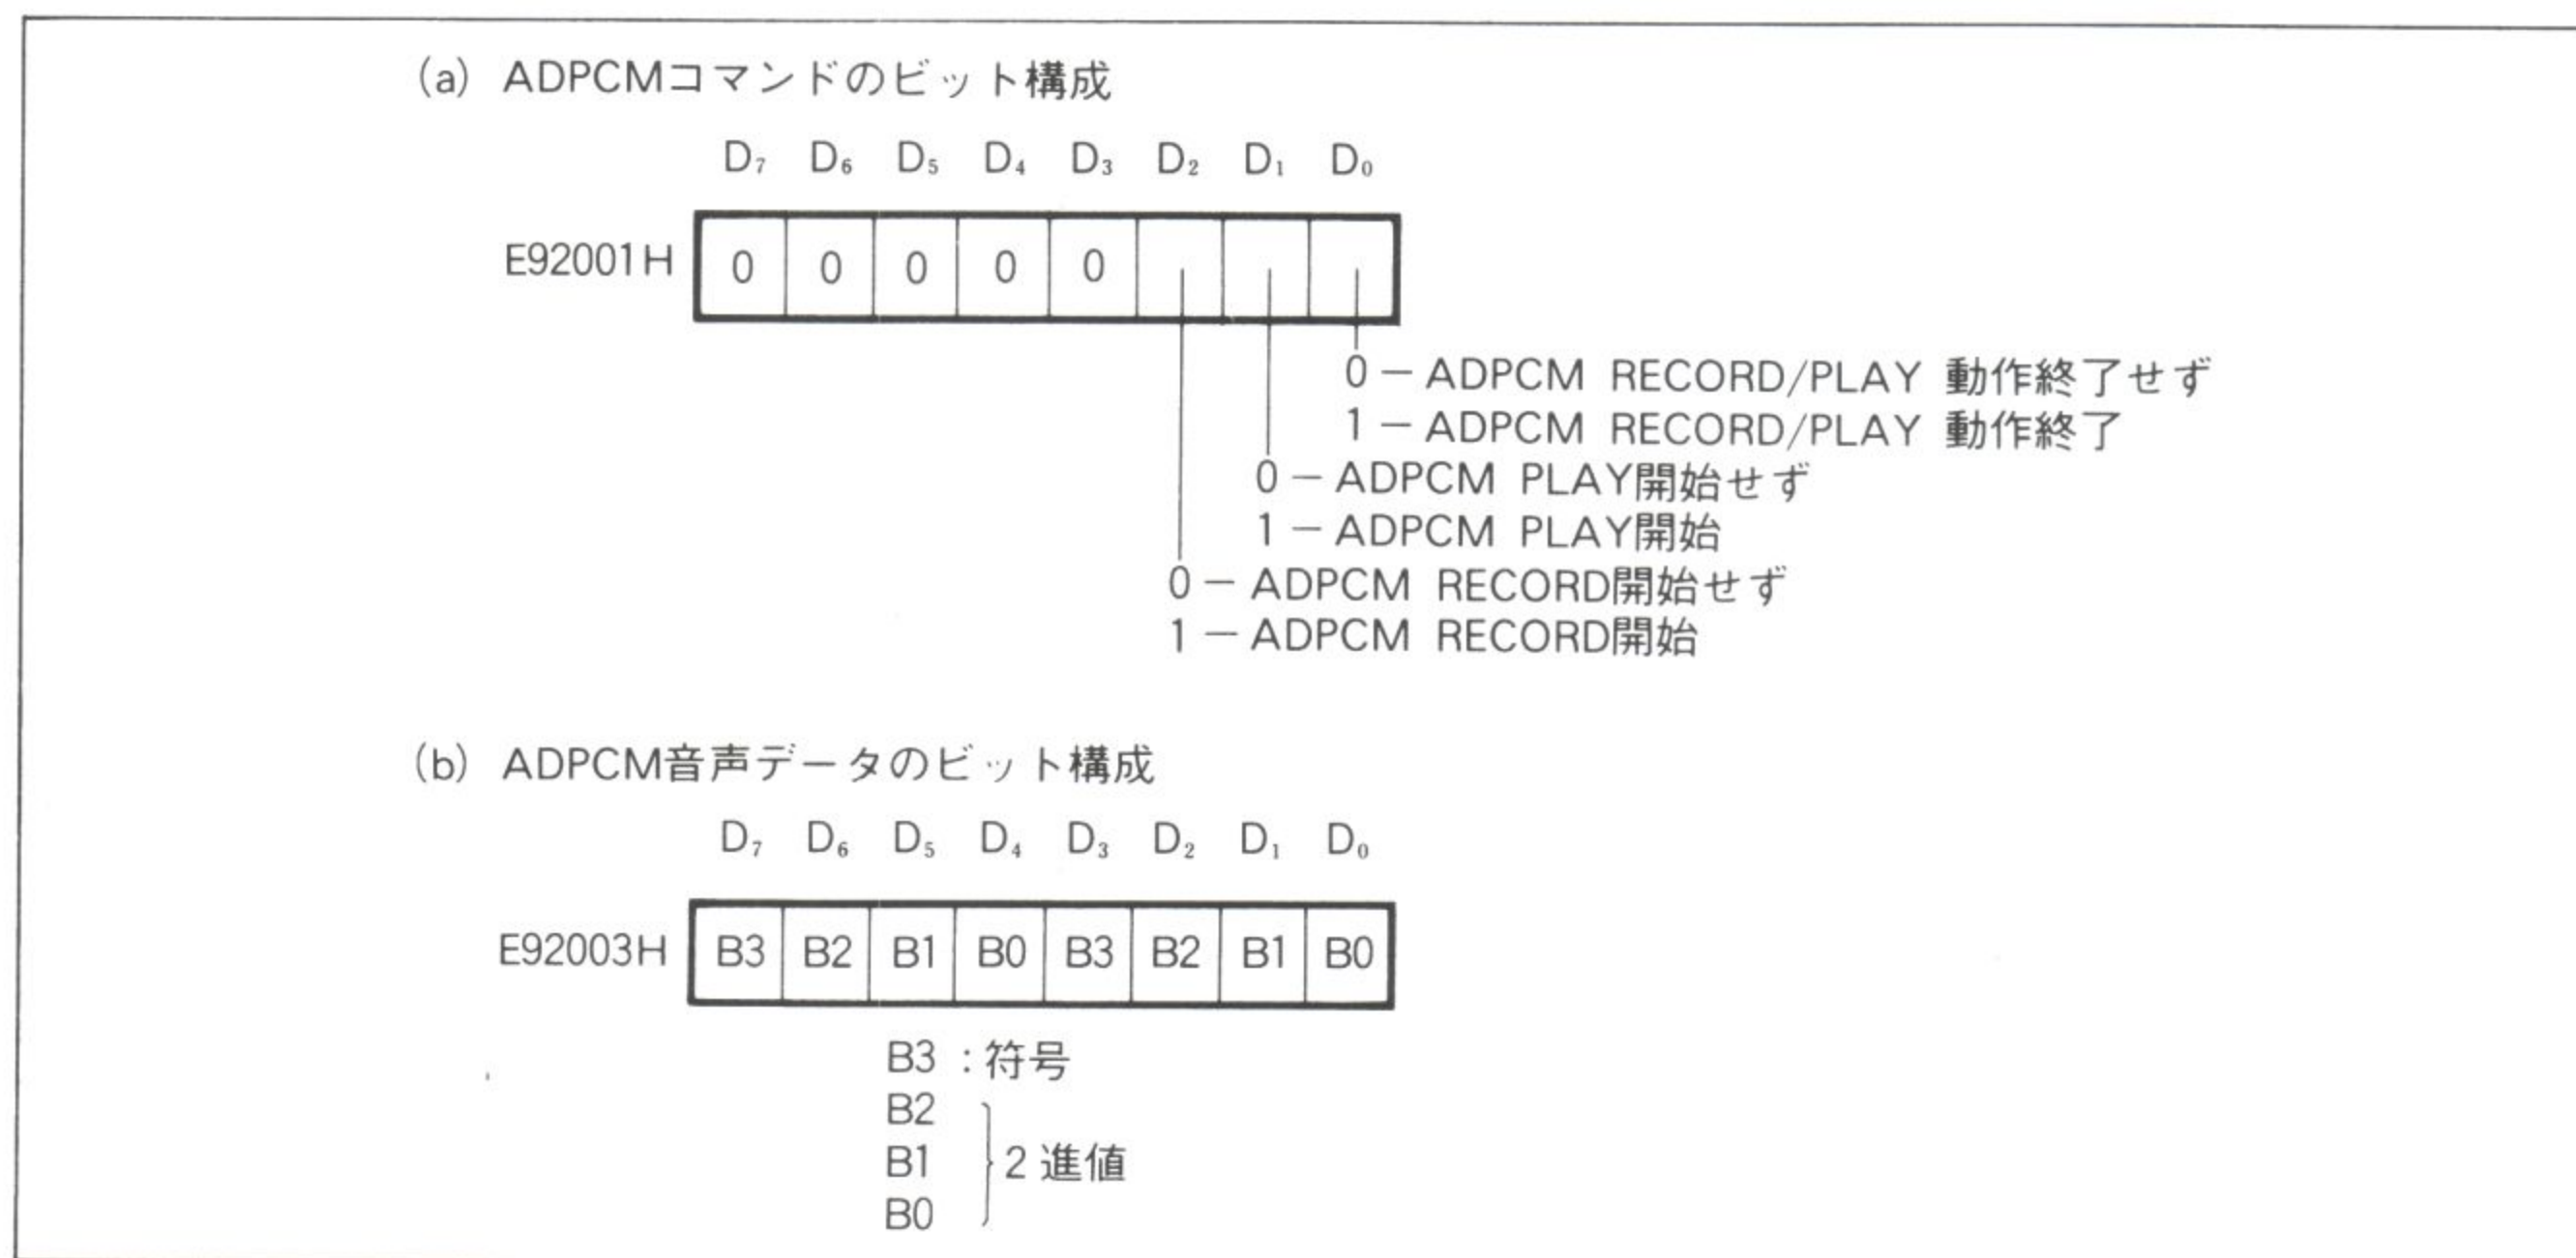 (a) ADPCMコマンドのビット構成
D7 D6 D5 D4 D3 D2 D1 D0
E92001H 0 0 0 0 0
0 — ADPCM RECORD/PLAY 動作終了せず
1 — ADPCM RECORD/PLAY 動作終了
0 — ADPCM PLAY開始せず
1 — ADPCM PLAY開始
0 — ADPCM RECORD開始せず
1 — ADPCM RECORD開始
(b) ADPCM音声データのビット構成
D7 D6 D5 D4 D3 D2 D1 D0
E92003H B3 B2 B1 B0 B3 B2 B1 B0
B3 : 符号
B2
B1 2進値
B0